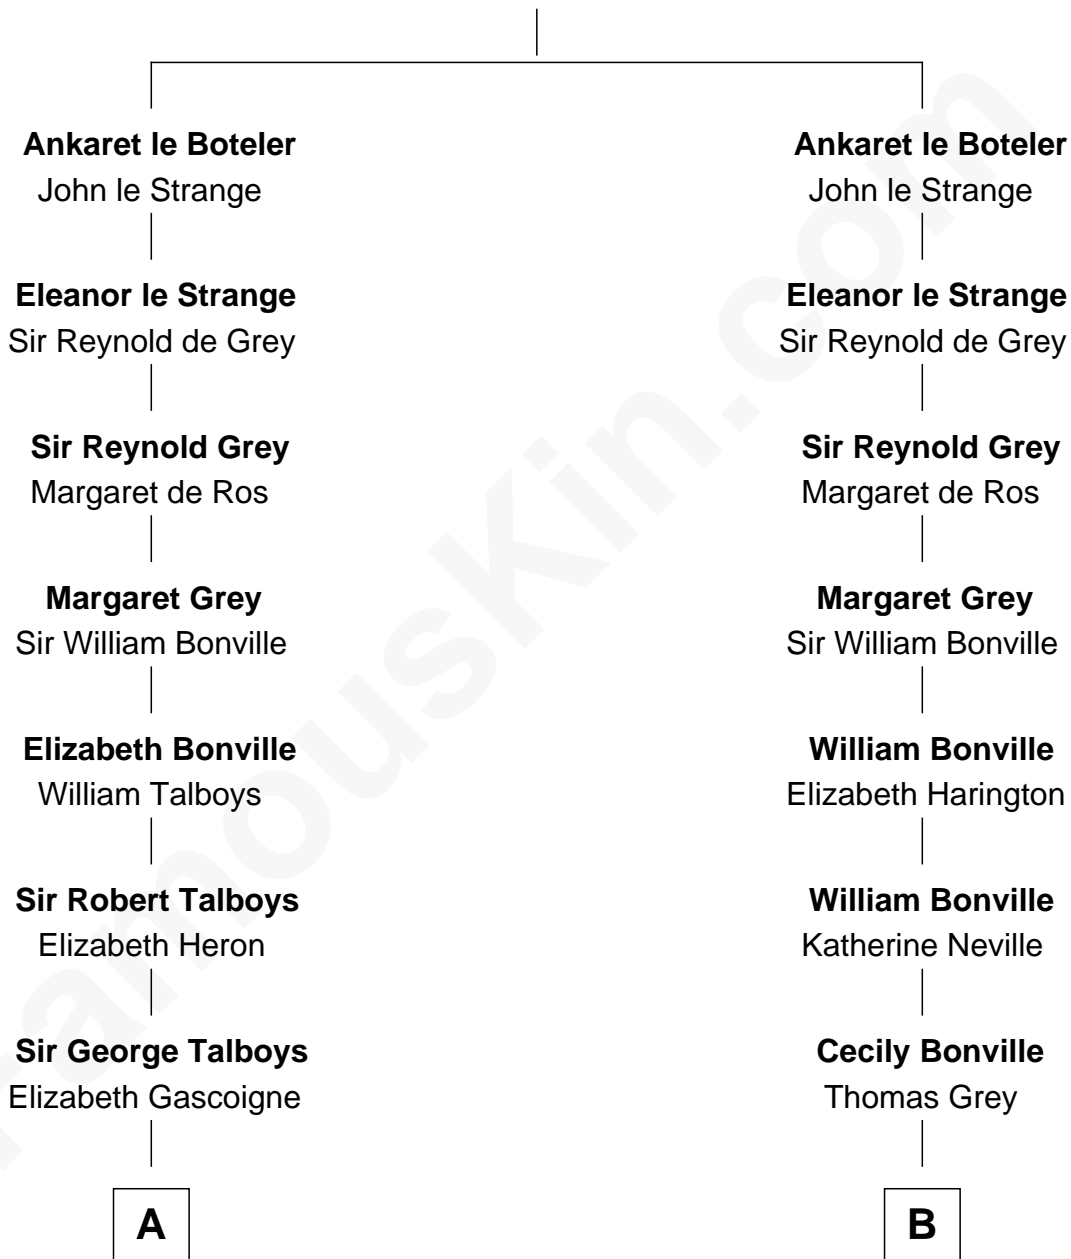 Ankaret le Boteler
John le Strange
Eleanor le Strange
Sir Reynold de Grey
Sir Reynold Grey
Margaret de Ros
Margaret Grey
Sir William Bonville
Elizabeth Bonville
William Talboys
Sir Robert Talboys
Elizabeth Heron
Sir George Talboys
Elizabeth Gascoigne
A
Ankaret le Boteler
John le Strange
Eleanor le Strange
Sir Reynold de Grey
Sir Reynold Grey
Margaret de Ros
Margaret Grey
Sir William Bonville
William Bonville
Elizabeth Harington
William Bonville
Katherine Neville
Cecily Bonville
Thomas Grey
B
FamousKin.com